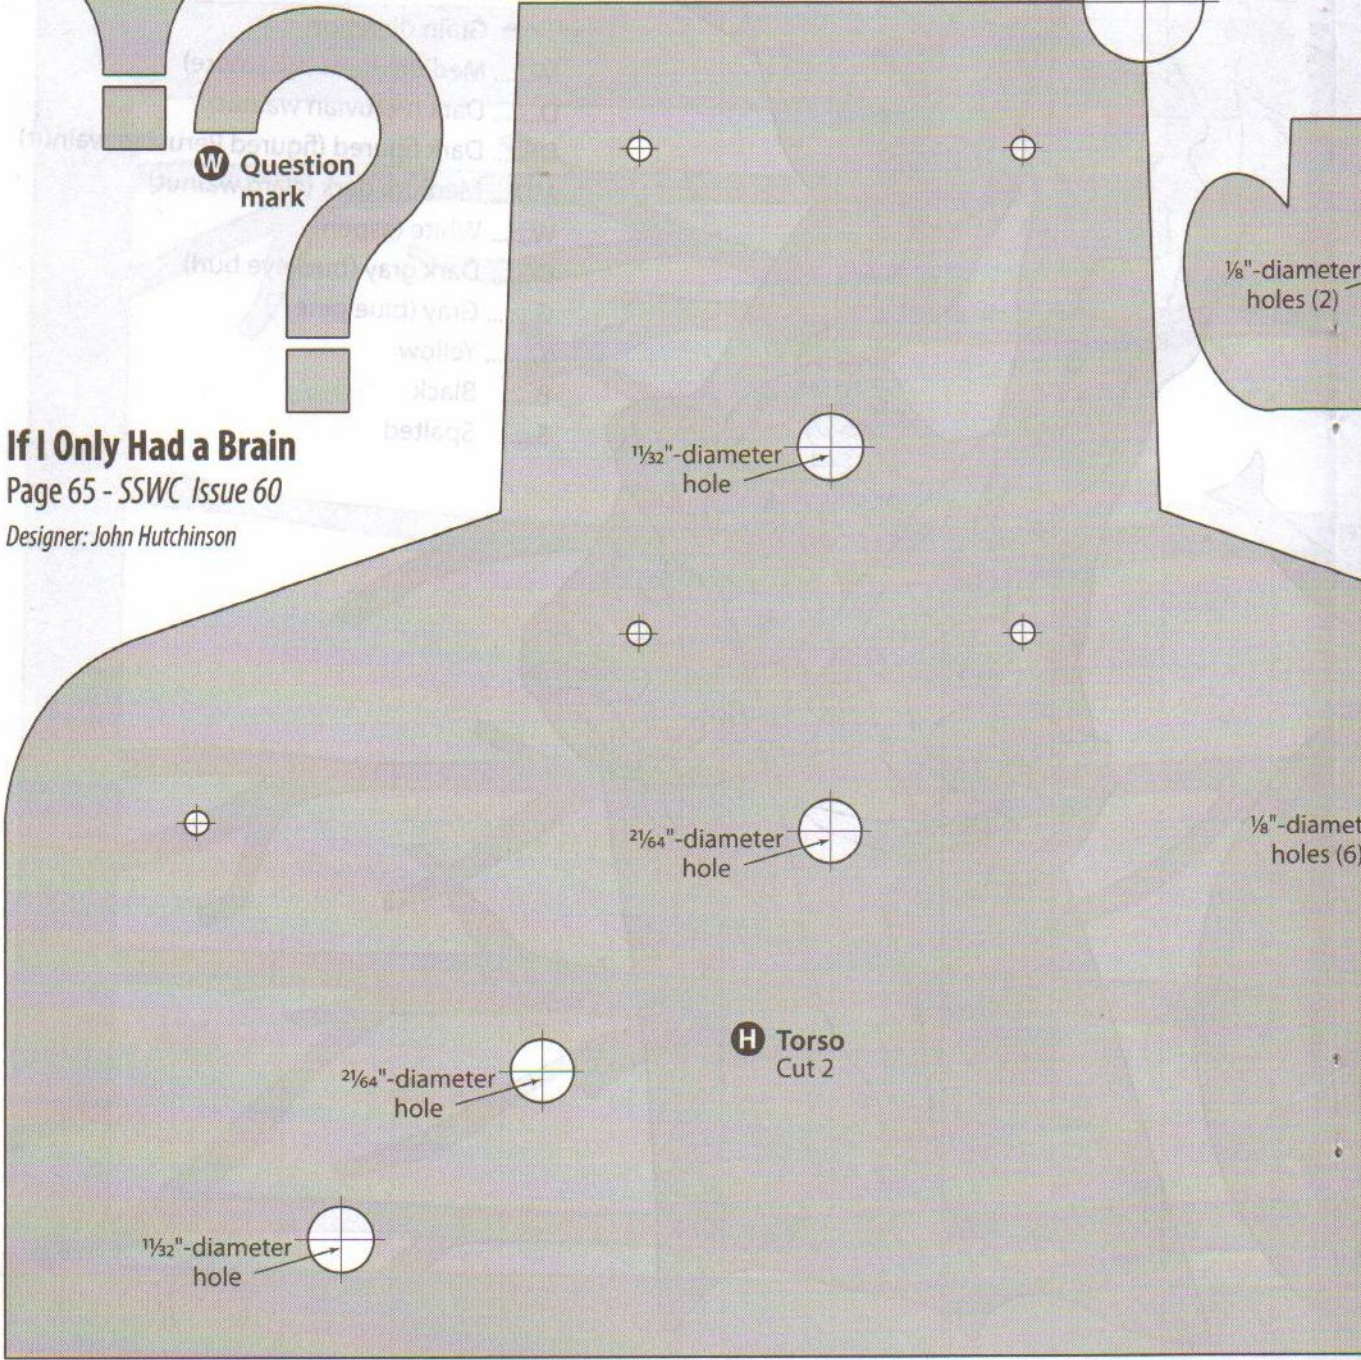 W Question
mark
If I Only Had a Brain
Page 65 - SSWC Issue 60
Designer: John Hutchinson
⅛"-diameter
holes (2)
¹¹⁄₃₂"-diameter
hole
²¹⁄₆₄"-diameter
hole
⅛"-diamet
holes (6)
H Torso
Cut 2
²¹⁄₆₄"-diameter
hole
¹¹⁄₃₂"-diameter
hole